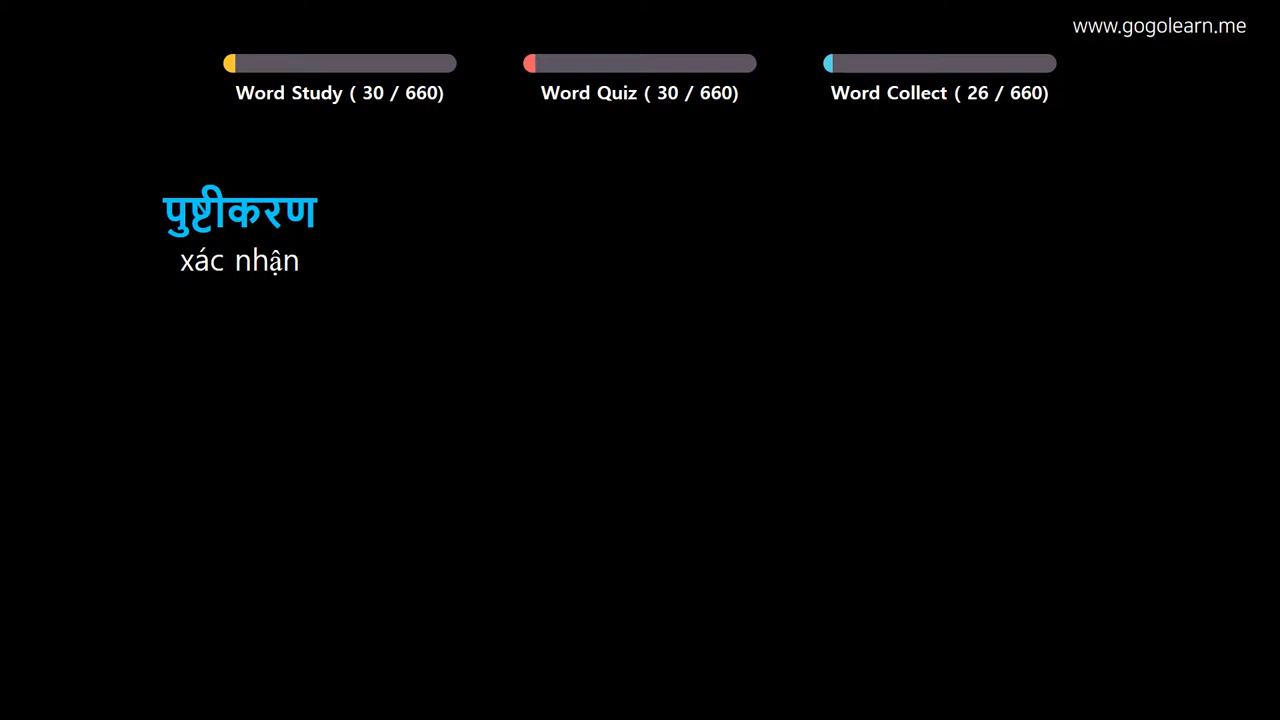 www.gogolearn.me
Word Study ( 30 / 660)
Word Quiz ( 30 / 660)
Word Collect ( 26 / 660)
पुष्टीकरण
xác nhận